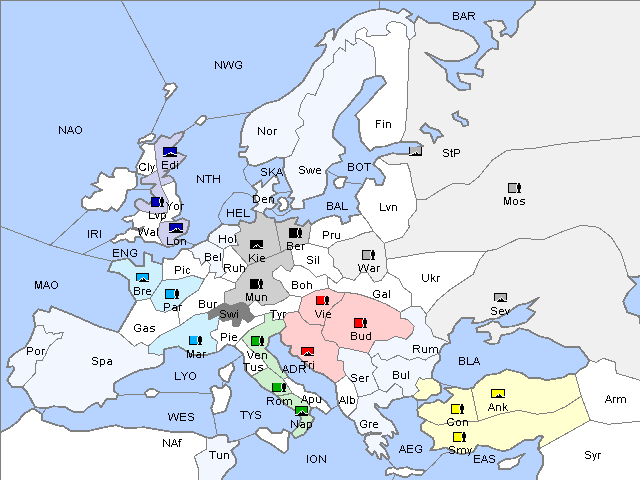 BAR
NWG
NAO
Fin
Nor
StP
Edi
Cly
Swe
SKA
BOT
NTH
Mos
Den
Lvp
Yor
Lvn
BAL
HEL
IRI
Wal
Lon
Hol
Ber
Pru
ENG
Kie
Bel
Sil
War
Pic
Ruh
Ukr
MAO
Bre
Mun
Boh
Gal
Par
Bur
Vie
Sev
Swi
Tyr
Gas
Bud
Pie
Ven
Rum
Mar
Tri
Por
Spa
Tus
ADR
BLA
LYO
Ser
Bul
Rom
Apu
Alb
Ank
Arm
WES
TYS
Con
Nap
Gre
NAf
Tun
ION
AEG
Smy
EAS
Syr